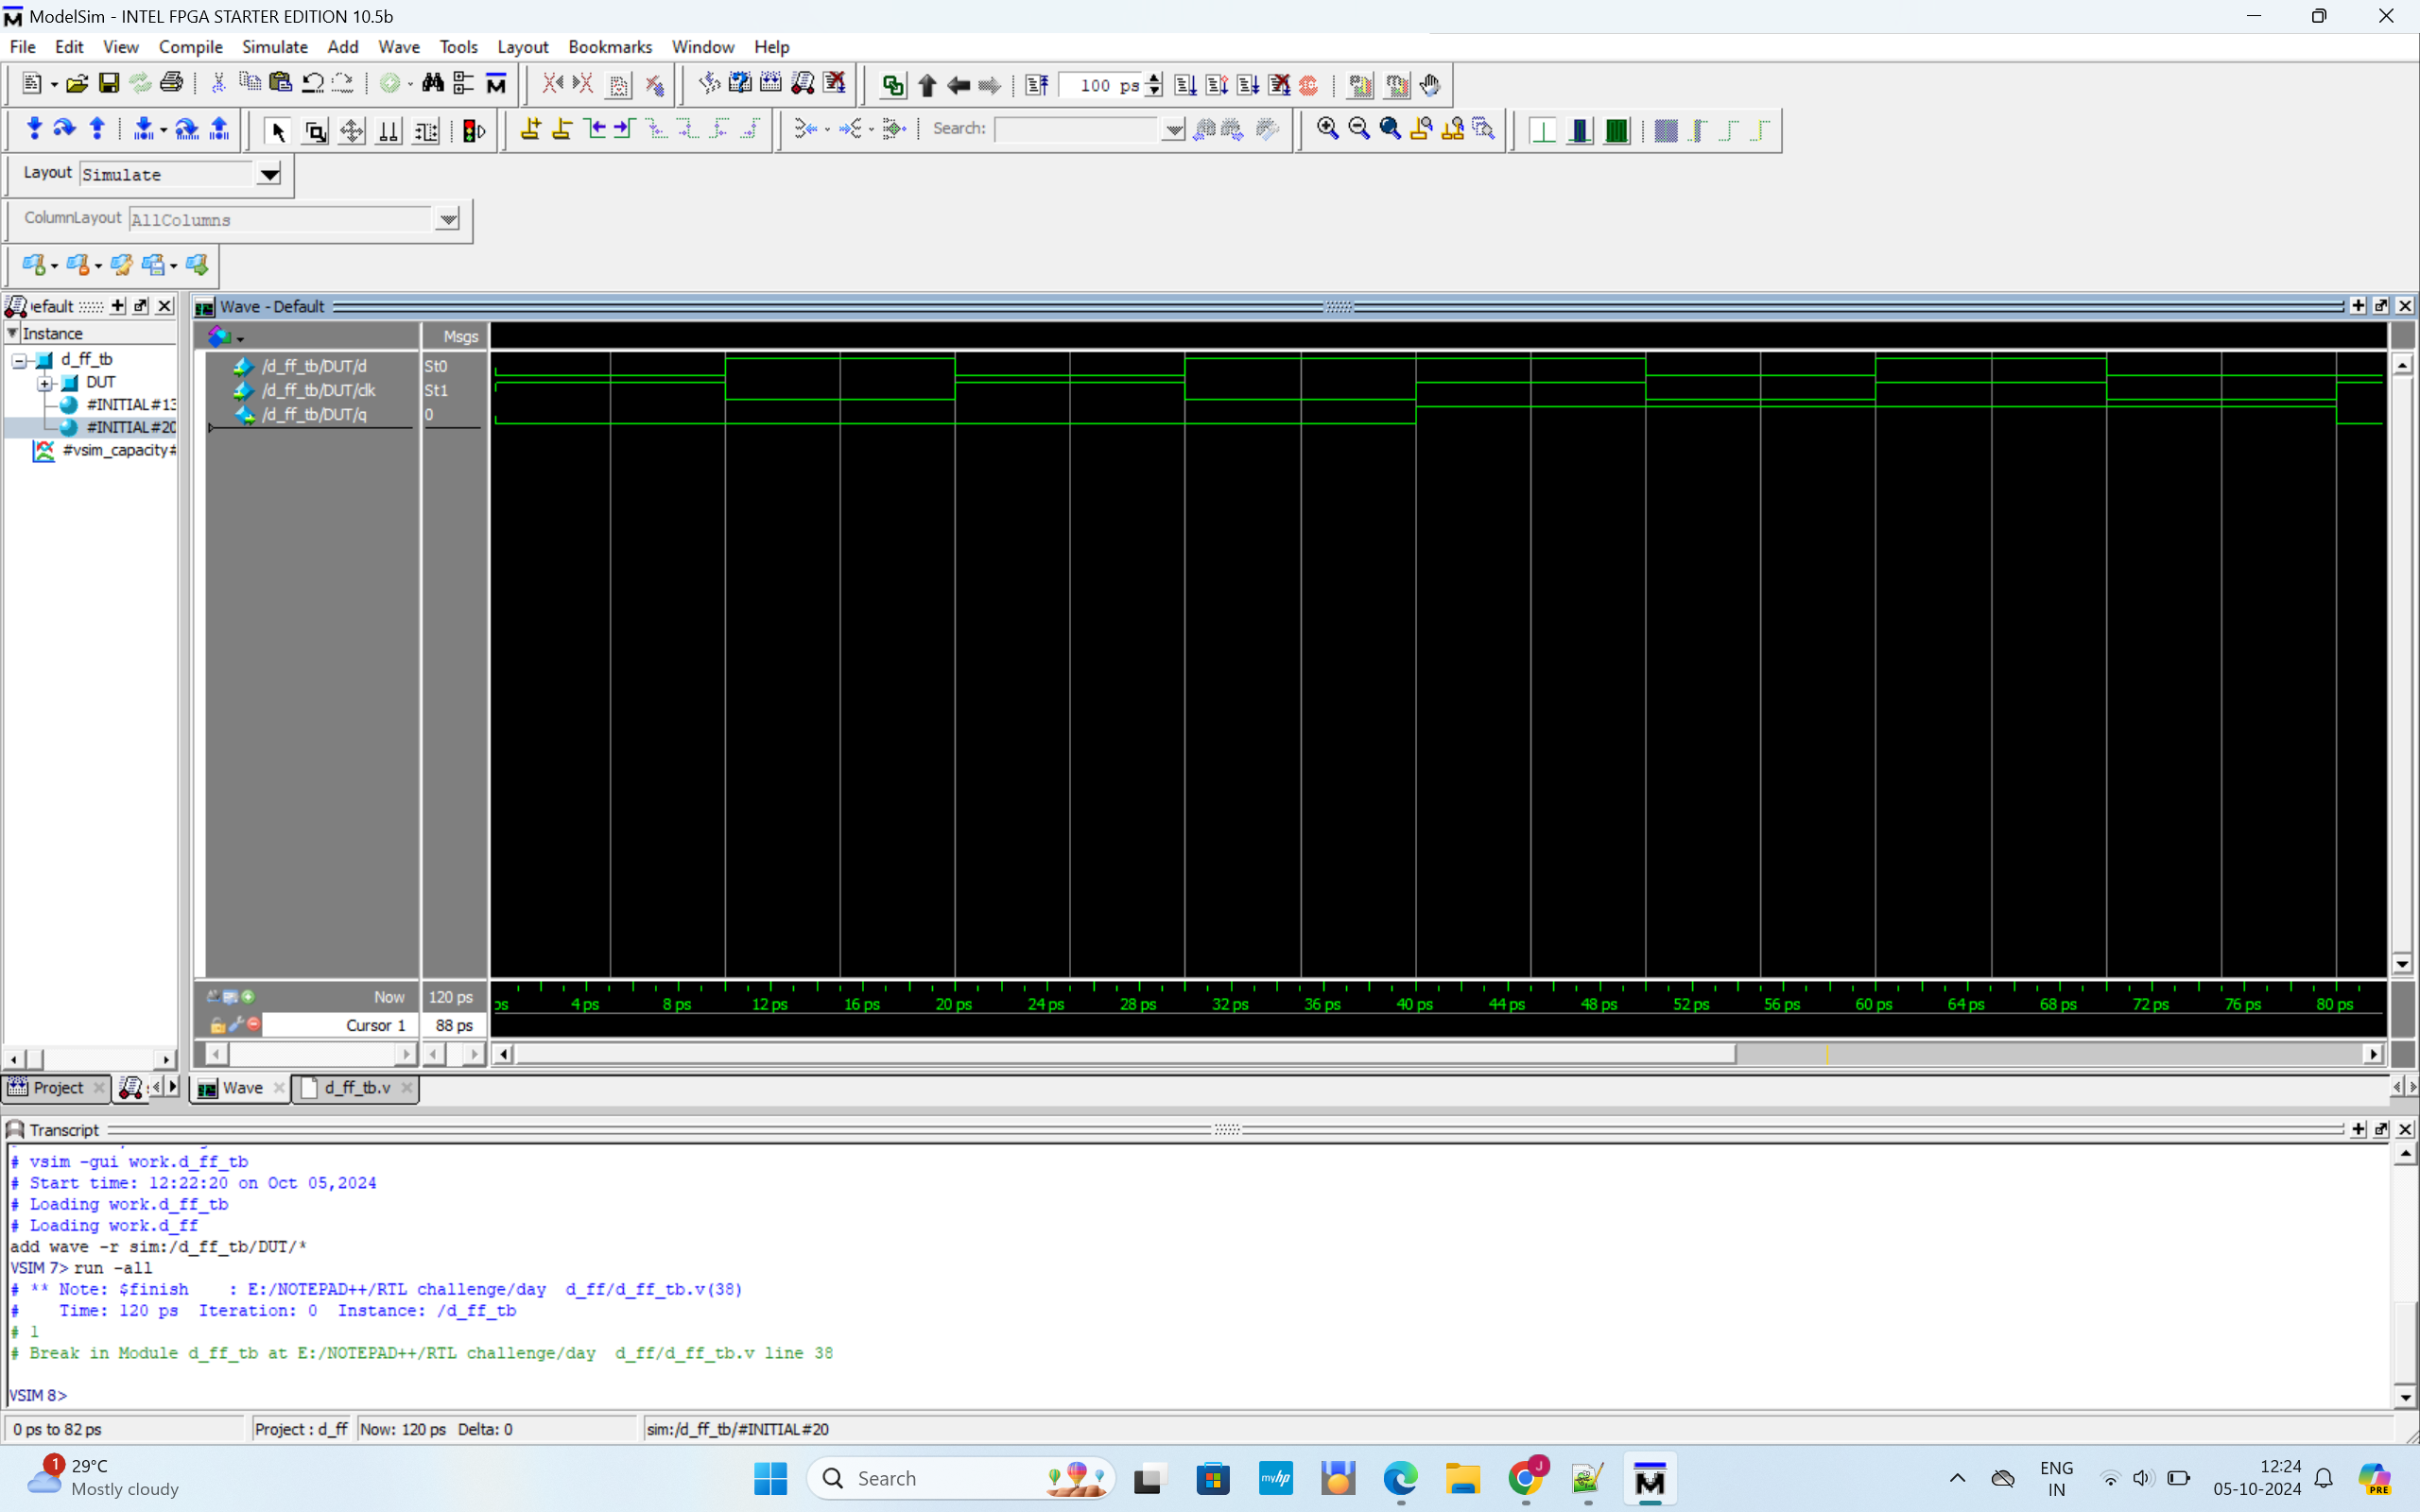 ModelSim - INTEL FPGA STARTER EDITION 10.5b
File Edit View Compile Simulate Add Wave Tools Layout Bookmarks Window Help
100 ps
Search:
Layout Simulate
ColumnLayout AllColumns
efault
Instance
d_ff_tb
DUT
#INITIAL#13
#INITIAL#20
#vsim_capacity#
Wave - Default
Msgs
/d_ff_tb/DUT/d St0
/d_ff_tb/DUT/clk St1
/d_ff_tb/DUT/q 0
Now 120 ps
ps 4 ps 8 ps 12 ps 16 ps 20 ps 24 ps 28 ps 32 ps 36 ps 40 ps 44 ps 48 ps 52 ps 56 ps 60 ps 64 ps 68 ps 72 ps 76 ps 80 ps
Cursor 1 88 ps
Project
Wave d_ff_tb.v
Transcript
# vsim -gui work.d_ff_tb
# Start time: 12:22:20 on Oct 05,2024
# Loading work.d_ff_tb
# Loading work.d_ff
add wave -r sim:/d_ff_tb/DUT/*
VSIM 7> run -all
# ** Note: $finish    : E:/NOTEPAD++/RTL challenge/day  d_ff/d_ff_tb.v(38)
#    Time: 120 ps  Iteration: 0  Instance: /d_ff_tb
# 1
# Break in Module d_ff_tb at E:/NOTEPAD++/RTL challenge/day  d_ff/d_ff_tb.v line 38
VSIM 8>
0 ps to 82 ps Project : d_ff Now: 120 ps Delta: 0 sim:/d_ff_tb/#INITIAL#20
1
29°C
Mostly cloudy
Search
myhp
J
M
ENG
IN
12:24
05-10-2024
PRE